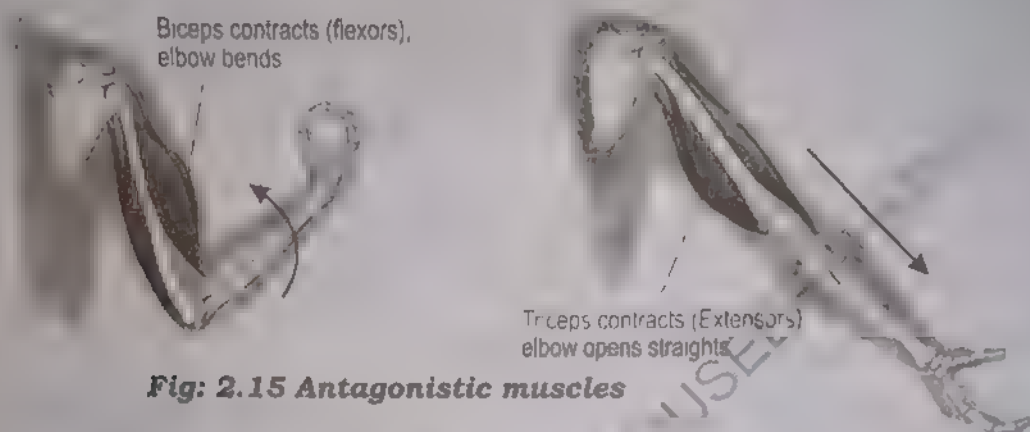 Biceps contracts (flexors),
elbow bends
Triceps contracts (Extensors)
elbow opens straights
Fig: 2.15 Antagonistic muscles